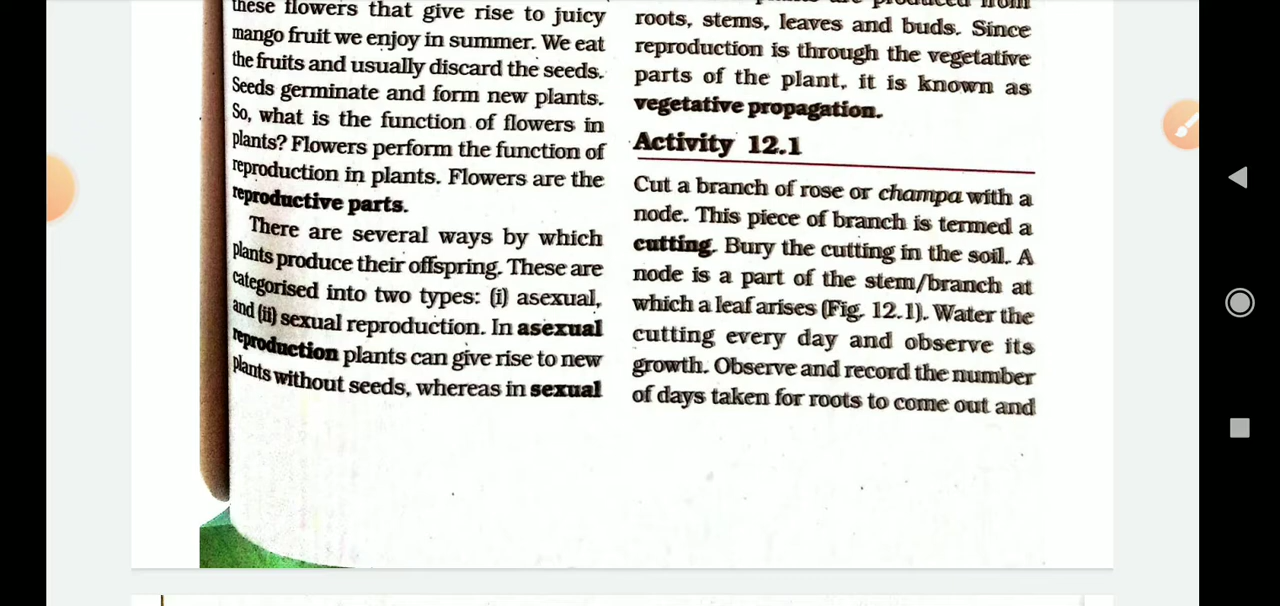 these flowers that give rise to juicy
mango fruit we enjoy in summer. We eat
the fruits and usually discard the seeds.
Seeds germinate and form new plants.
So, what is the function of flowers in
plants? Flowers perform the function of
reproduction in plants. Flowers are the
reproductive parts.
There are several ways by which
plants produce their offspring. These are
categorised into two types: (i) asexual,
and (ii) sexual reproduction. In asexual
reproduction plants can give rise to new
plants without seeds, whereas in sexual
roots, stems, leaves and buds. Since
reproduction is through the vegetative
parts of the plant, it is known as
vegetative propagation.
Activity 12.1
Cut a branch of rose or champa with a
node. This piece of branch is termed a
cutting. Bury the cutting in the soil. A
node is a part of the stem/branch at
which a leaf arises (Fig. 12.1). Water the
cutting every day and observe its
growth. Observe and record the number
of days taken for roots to come out and